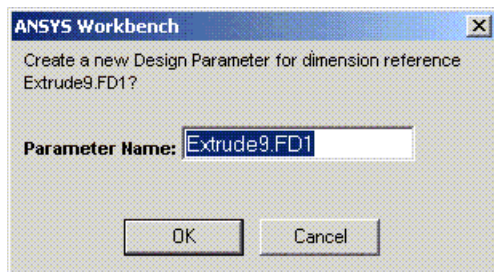 ANSYS Workbench
Create a new Design Parameter for dimension reference
Extrude9.FD1?
Parameter Name: Extrude9.FD1
OK Cancel